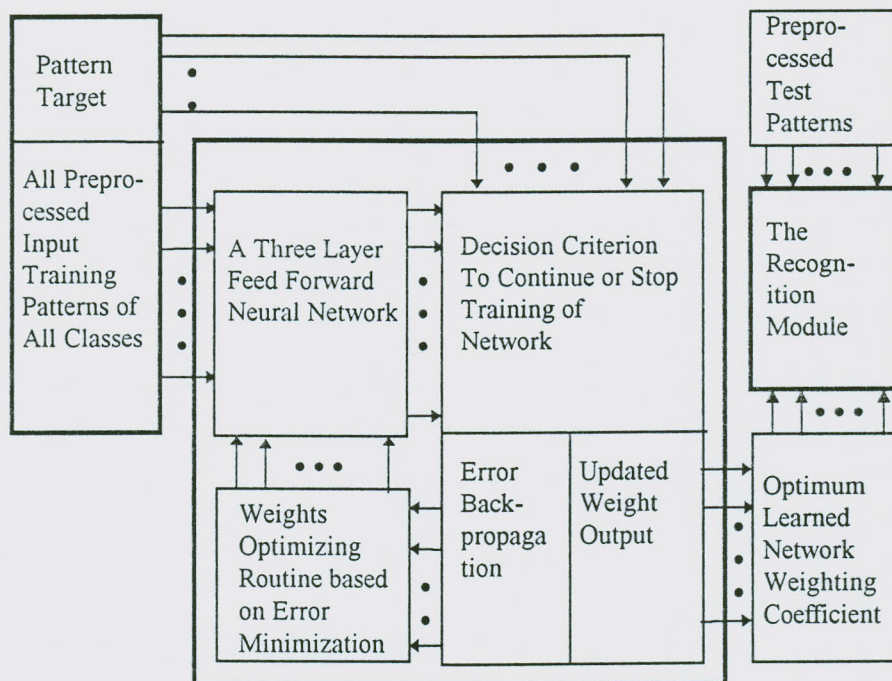 Pattern
Target
All Prepro-
cessed
Input
Training
Patterns of
All Classes
A Three Layer
Feed Forward
Neural Network
Decision Criterion
To Continue or Stop
Training of
Network
Weights
Optimizing
Routine based
on Error
Minimization
Error
Back-
propaga
tion
Updated
Weight
Output
Prepro-
cessed
Test
Patterns
The
Recogn-
ition
Module
Optimum
Learned
Network
Weighting
Coefficient